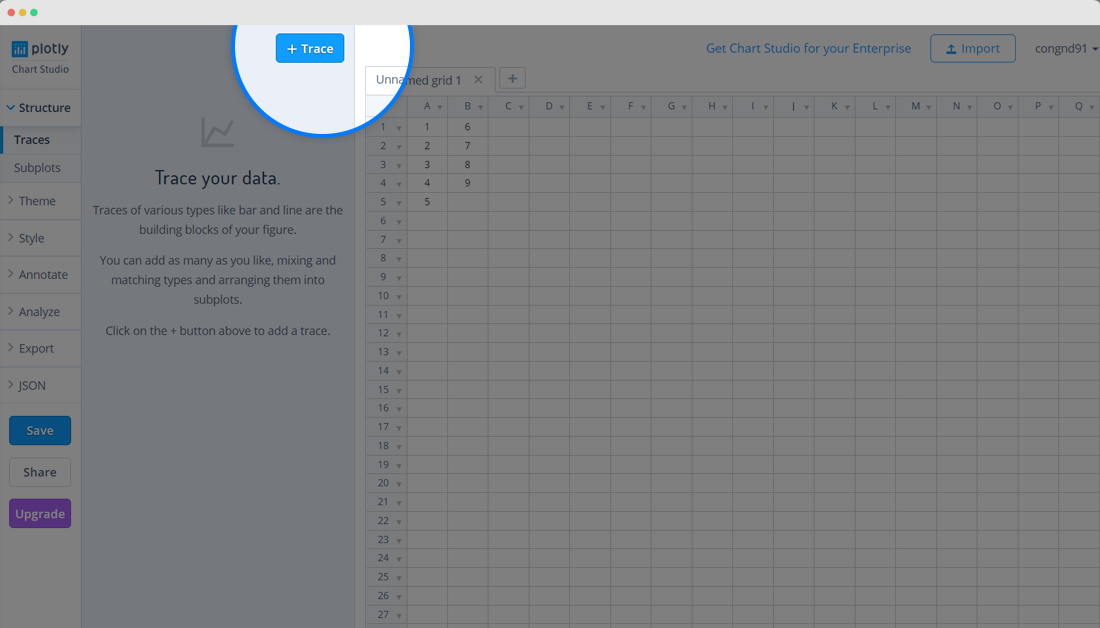 plotly
Chart Studio
Structure
Traces
Subplots
Theme
Style
Annotate
Analyze
Export
JSON
Save
Share
Upgrade
+ Trace
Trace your data.
Traces of various types like bar and line are the
building blocks of your figure.
You can add as many as you like, mixing and
matching types and arranging them into
subplots.
Click on the + button above to add a trace.
Get Chart Studio for your Enterprise
Import
congnd91
Unnamed grid 1
A B C D E F G H I J K L M N O P Q
1 1 6
2 2 7
3 3 8
4 4 9
5 5
6
7
8
9
10
11
12
13
14
15
16
17
18
19
20
21
22
23
24
25
26
27